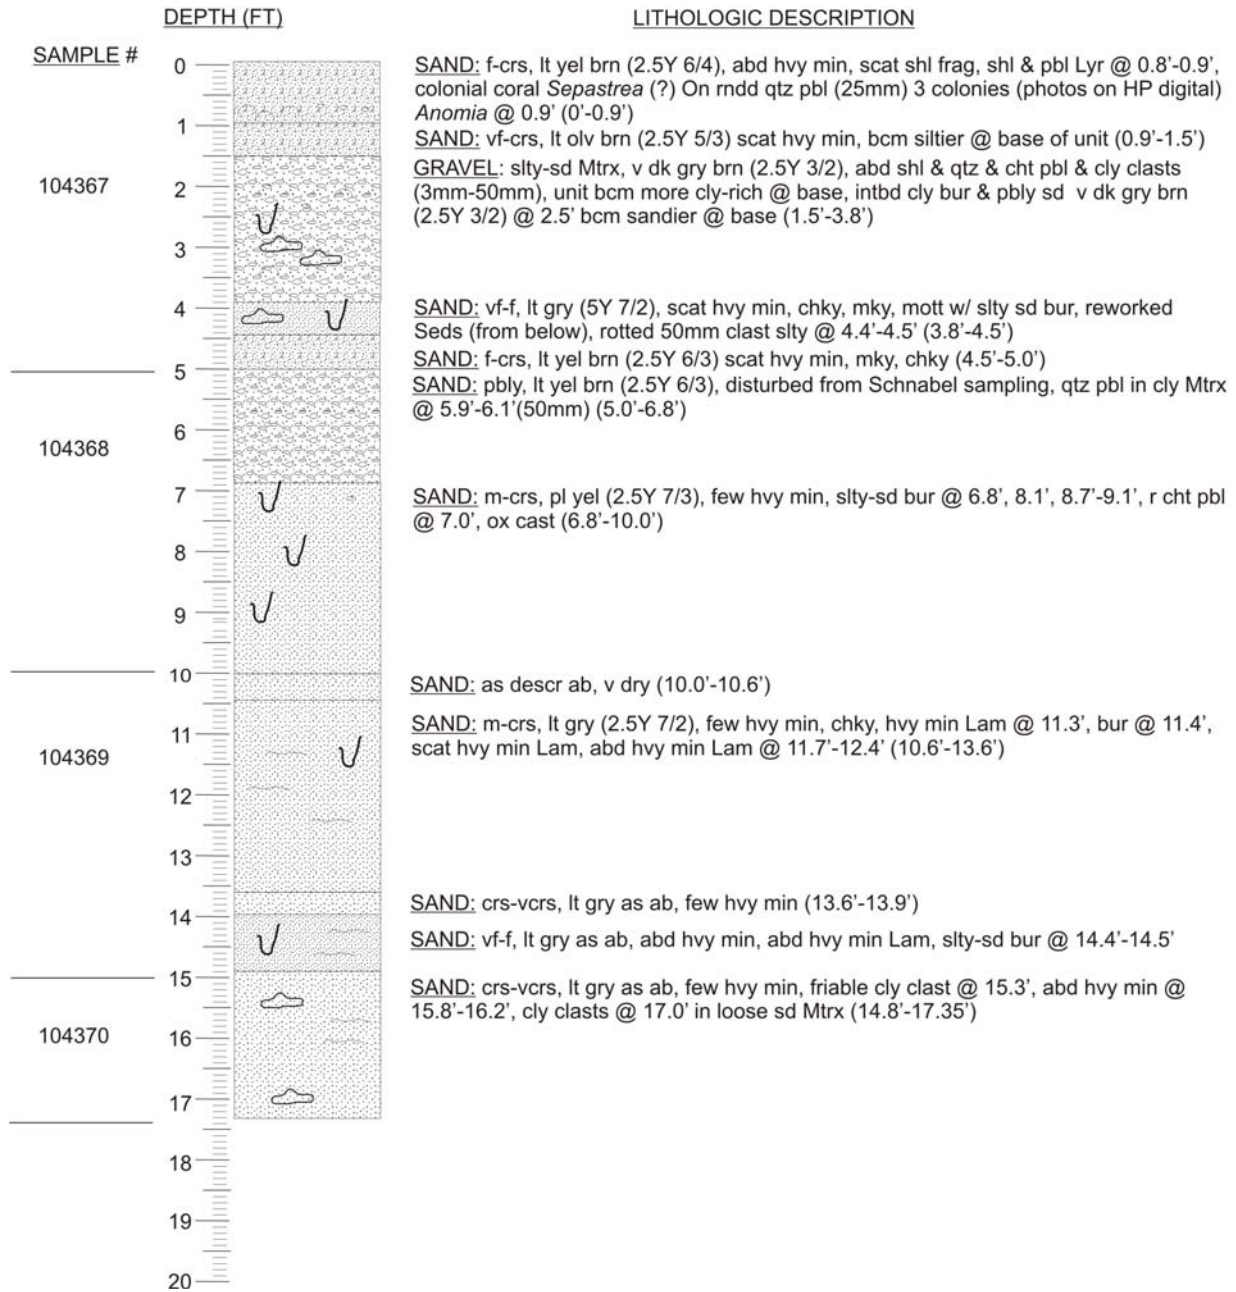 DEPTH (FT)
LITHOLOGIC DESCRIPTION
SAMPLE #
0
SAND: f-crs, lt yel brn (2.5Y 6/4), abd hvy min, scat shl frag, shl & pbl Lyr @ 0.8'-0.9',
colonial coral Sepastrea (?) On rndd qtz pbl (25mm) 3 colonies (photos on HP digital)
Anomia @ 0.9' (0'-0.9')
1
SAND: vf-crs, lt olv brn (2.5Y 5/3) scat hvy min, bcm siltier @ base of unit (0.9'-1.5')
GRAVEL: slty-sd Mtrx, v dk gry brn (2.5Y 3/2), abd shl & qtz & cht pbl & cly clasts
104367
2
(3mm-50mm), unit bcm more cly-rich @ base, intbd cly bur & pbly sd v dk gry brn
(2.5Y 3/2) @ 2.5' bcm sandier @ base (1.5'-3.8')
3
4
SAND: vf-f, lt gry (5Y 7/2), scat hvy min, chky, mky, mott w/ slty sd bur, reworked
Seds (from below), rotted 50mm clast slty @ 4.4'-4.5' (3.8'-4.5')
SAND: f-crs, lt yel brn (2.5Y 6/3) scat hvy min, mky, chky (4.5'-5.0')
5
SAND: pbly, lt yel brn (2.5Y 6/3), disturbed from Schnabel sampling, qtz pbl in cly Mtrx
@ 5.9'-6.1'(50mm) (5.0'-6.8')
6
104368
7
SAND: m-crs, pl yel (2.5Y 7/3), few hvy min, slty-sd bur @ 6.8', 8.1', 8.7'-9.1', r cht pbl
@ 7.0', ox cast (6.8'-10.0')
8
9
10
SAND: as descr ab, v dry (10.0'-10.6')
11
SAND: m-crs, lt gry (2.5Y 7/2), few hvy min, chky, hvy min Lam @ 11.3', bur @ 11.4',
scat hvy min Lam, abd hvy min Lam @ 11.7'-12.4' (10.6'-13.6')
104369
12
13
SAND: crs-vcrs, lt gry as ab, few hvy min (13.6'-13.9')
14
SAND: vf-f, lt gry as ab, abd hvy min, abd hvy min Lam, slty-sd bur @ 14.4'-14.5'
15
SAND: crs-vcrs, lt gry as ab, few hvy min, friable cly clast @ 15.3', abd hvy min @
15.8'-16.2', cly clasts @ 17.0' in loose sd Mtrx (14.8'-17.35')
104370
16
17
18
19
20